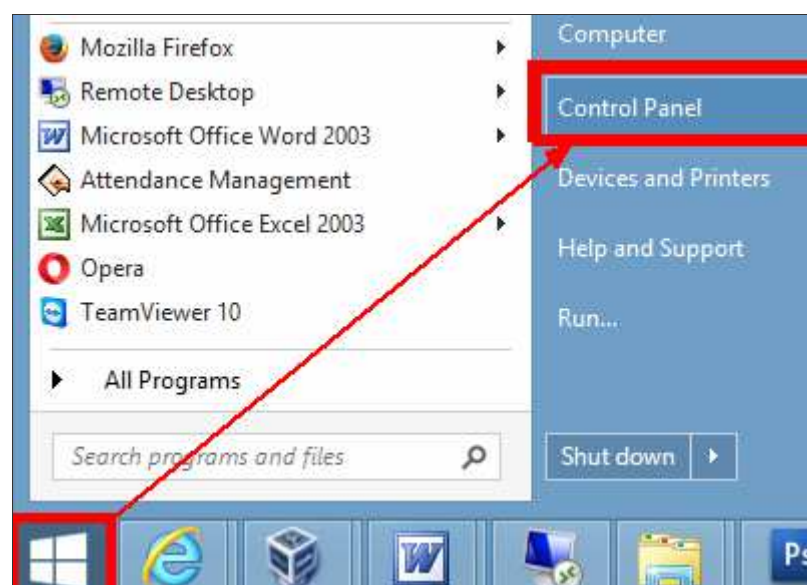 Mozilla Firefox
Remote Desktop
Microsoft Office Word 2003
Attendance Management
Microsoft Office Excel 2003
Opera
TeamViewer 10
All Programs
Search programs and files
Computer
Control Panel
Devices and Printers
Help and Support
Run...
Shut down
W
Ps